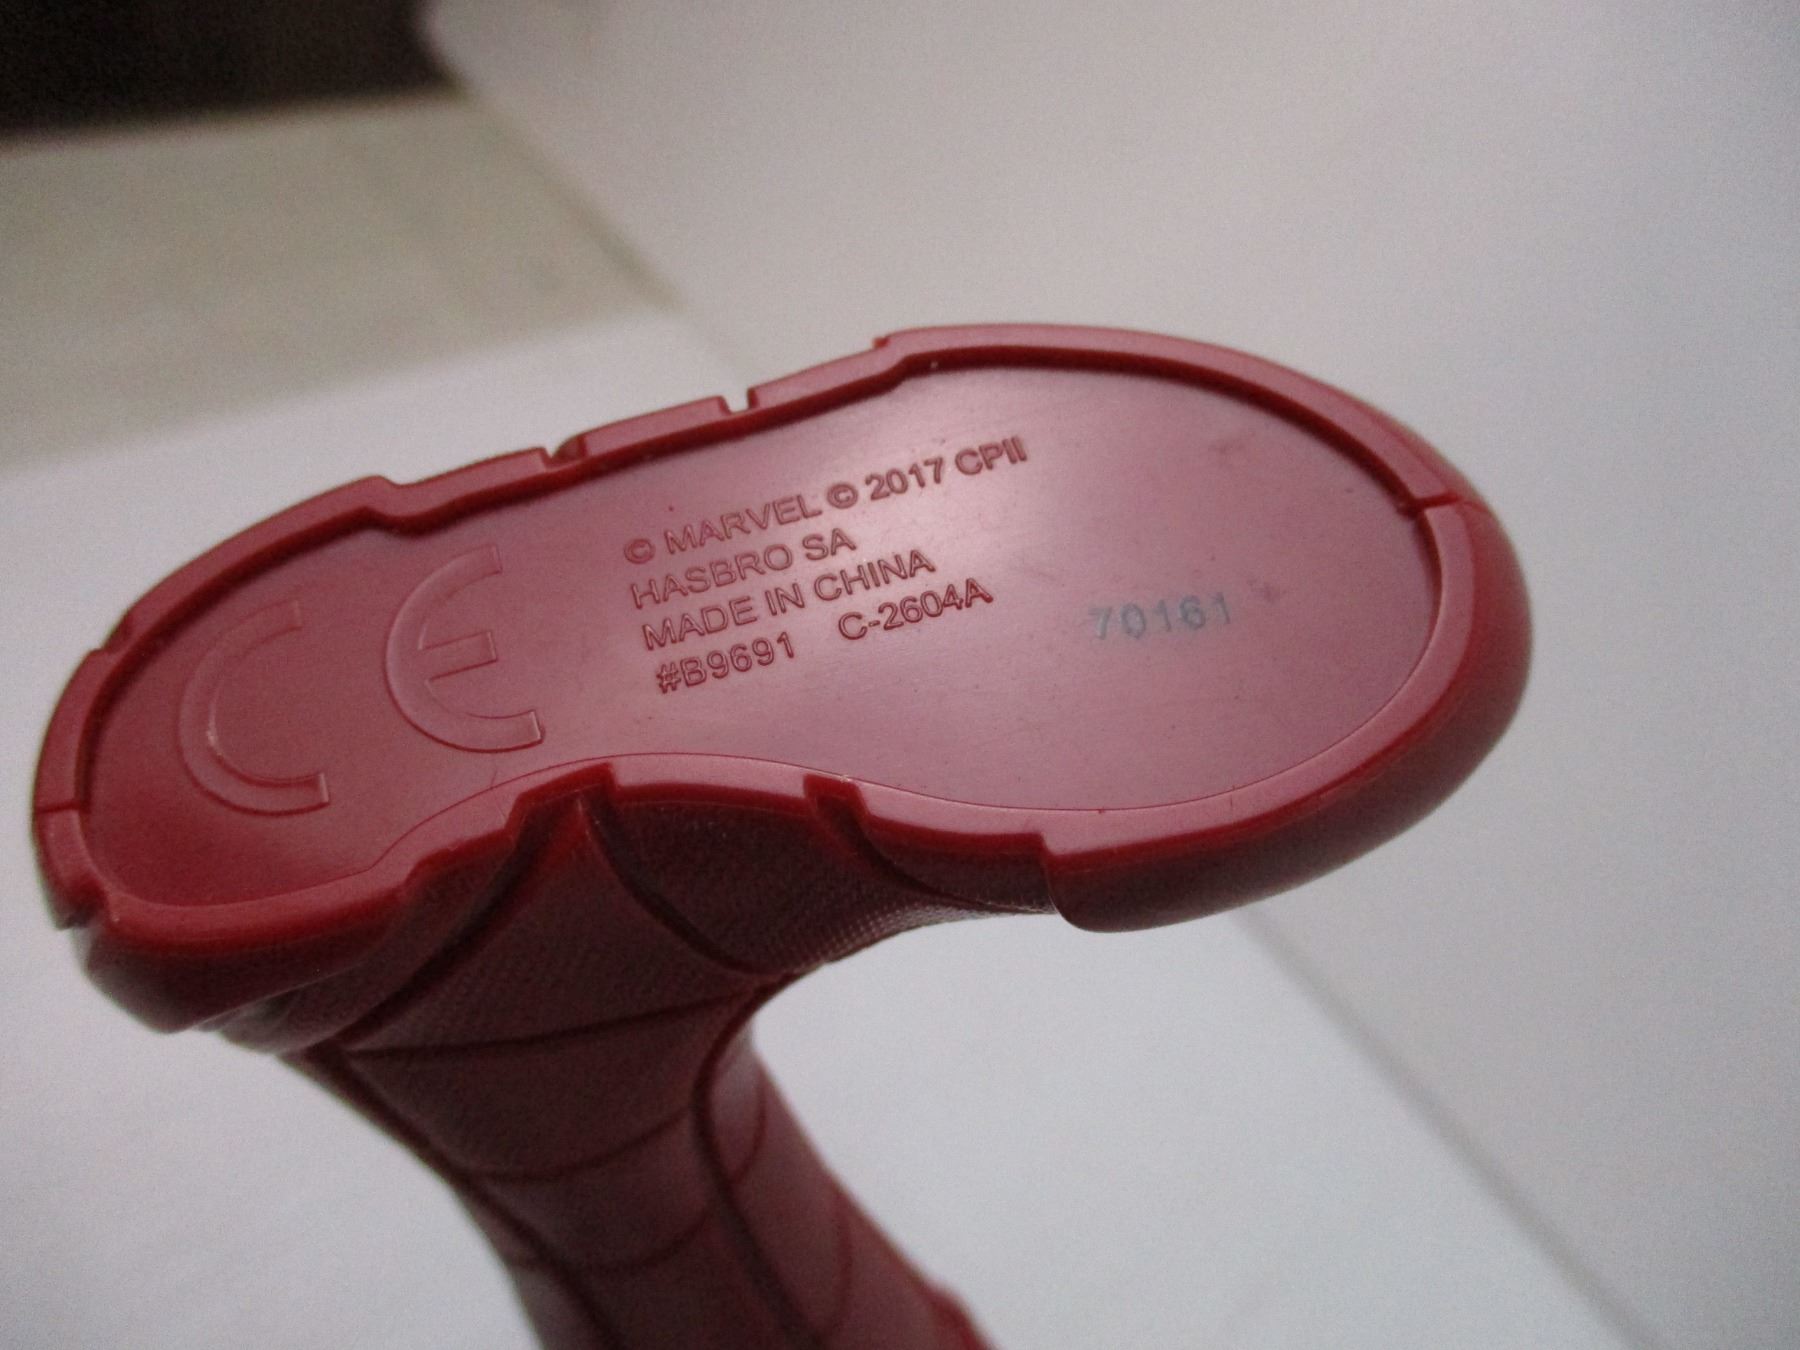 CE
© MARVEL © 2017 CPII
HASBRO SA
MADE IN CHINA
#B9691 C-2604A
70161